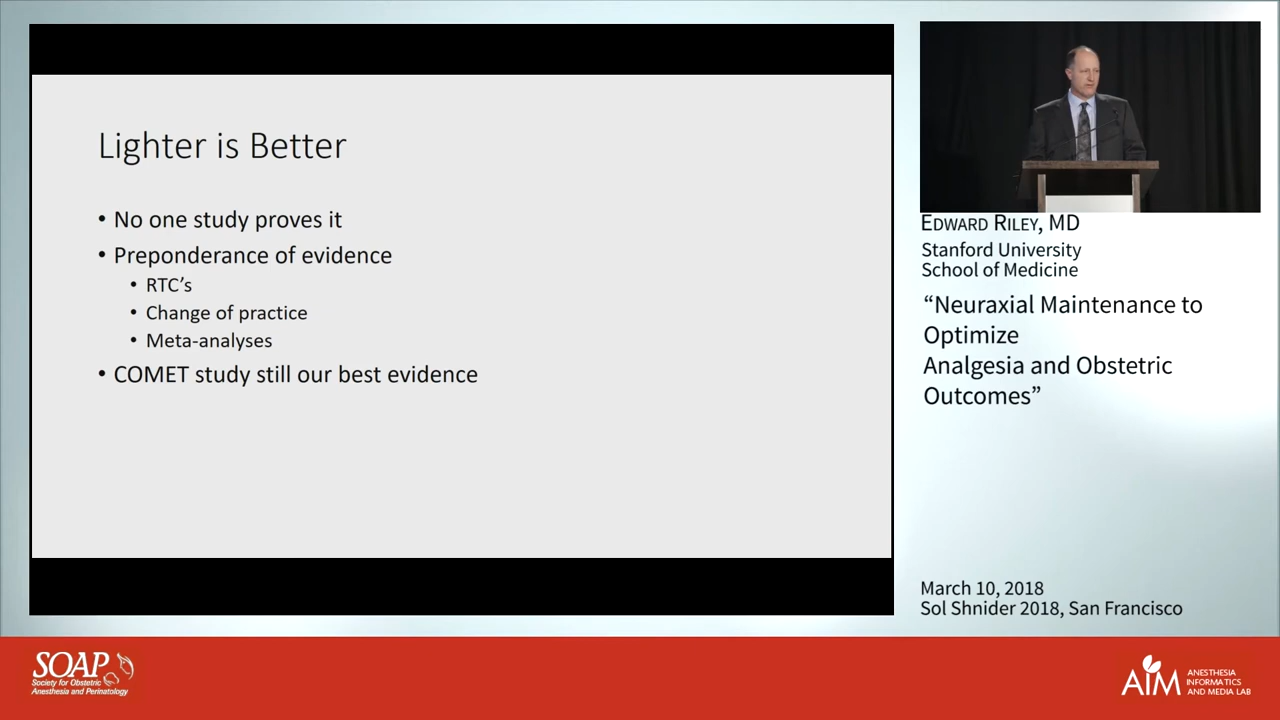 Lighter is Better
• No one study proves it
• Preponderance of evidence
• RTC's
• Change of practice
• Meta-analyses
• COMET study still our best evidence
EDWARD RILEY, MD
Stanford University
School of Medicine
“Neuraxial Maintenance to
Optimize
Analgesia and Obstetric
Outcomes”
March 10, 2018
Sol Shnider 2018, San Francisco
SOAP
Society for Obstetric
Anesthesia and Perinatology
AIM
ANESTHESIA
INFORMATICS
AND MEDIA LAB